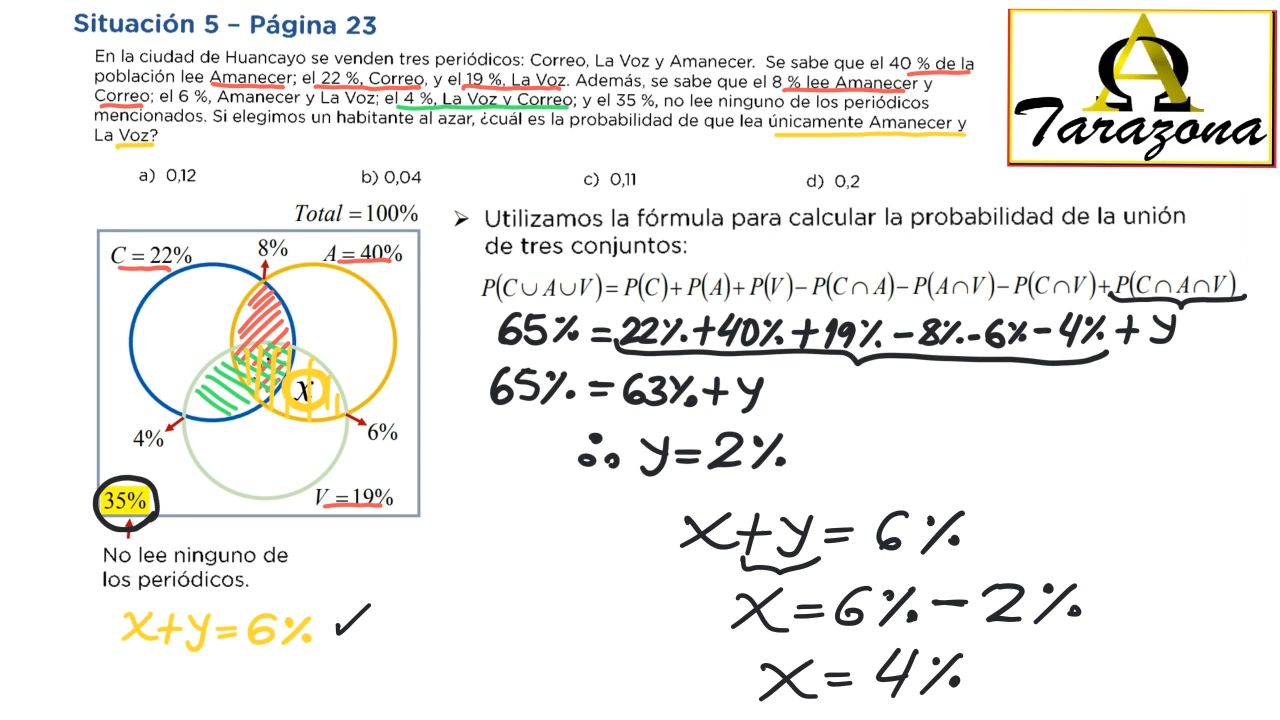 Situación 5 – Página 23
En la ciudad de Huancayo se venden tres periódicos: Correo, La Voz y Amanecer. Se sabe que el 40 % de la
población lee Amanecer; el 22 %, Correo, y el 19 %, La Voz. Además, se sabe que el 8 % lee Amanecer y
Correo; el 6 %, Amanecer y La Voz; el 4 %, La Voz y Correo; y el 35 %, no lee ninguno de los periódicos
mencionados. Si elegimos un habitante al azar, ¿cuál es la probabilidad de que lea únicamente Amanecer y
La Voz?
a) 0,12 b) 0,04 c) 0,11 d) 0,2
AΩ
Tarazona
Total = 100%
C = 22% 8% A = 40%
x
4% 6%
35% V = 19%
No lee ninguno de
los periódicos.
x+y=6% ✓
➤ Utilizamos la fórmula para calcular la probabilidad de la unión
de tres conjuntos:
P(C∪A∪V)=P(C)+P(A)+P(V)−P(C∩A)−P(A∩V)−P(C∩V)+P(C∩A∩V)
65%=22%+40%+19%-8%-6%-4%+y
65%=63%+y
∴ y=2%
x+y=6%
x=6%-2%
x=4%